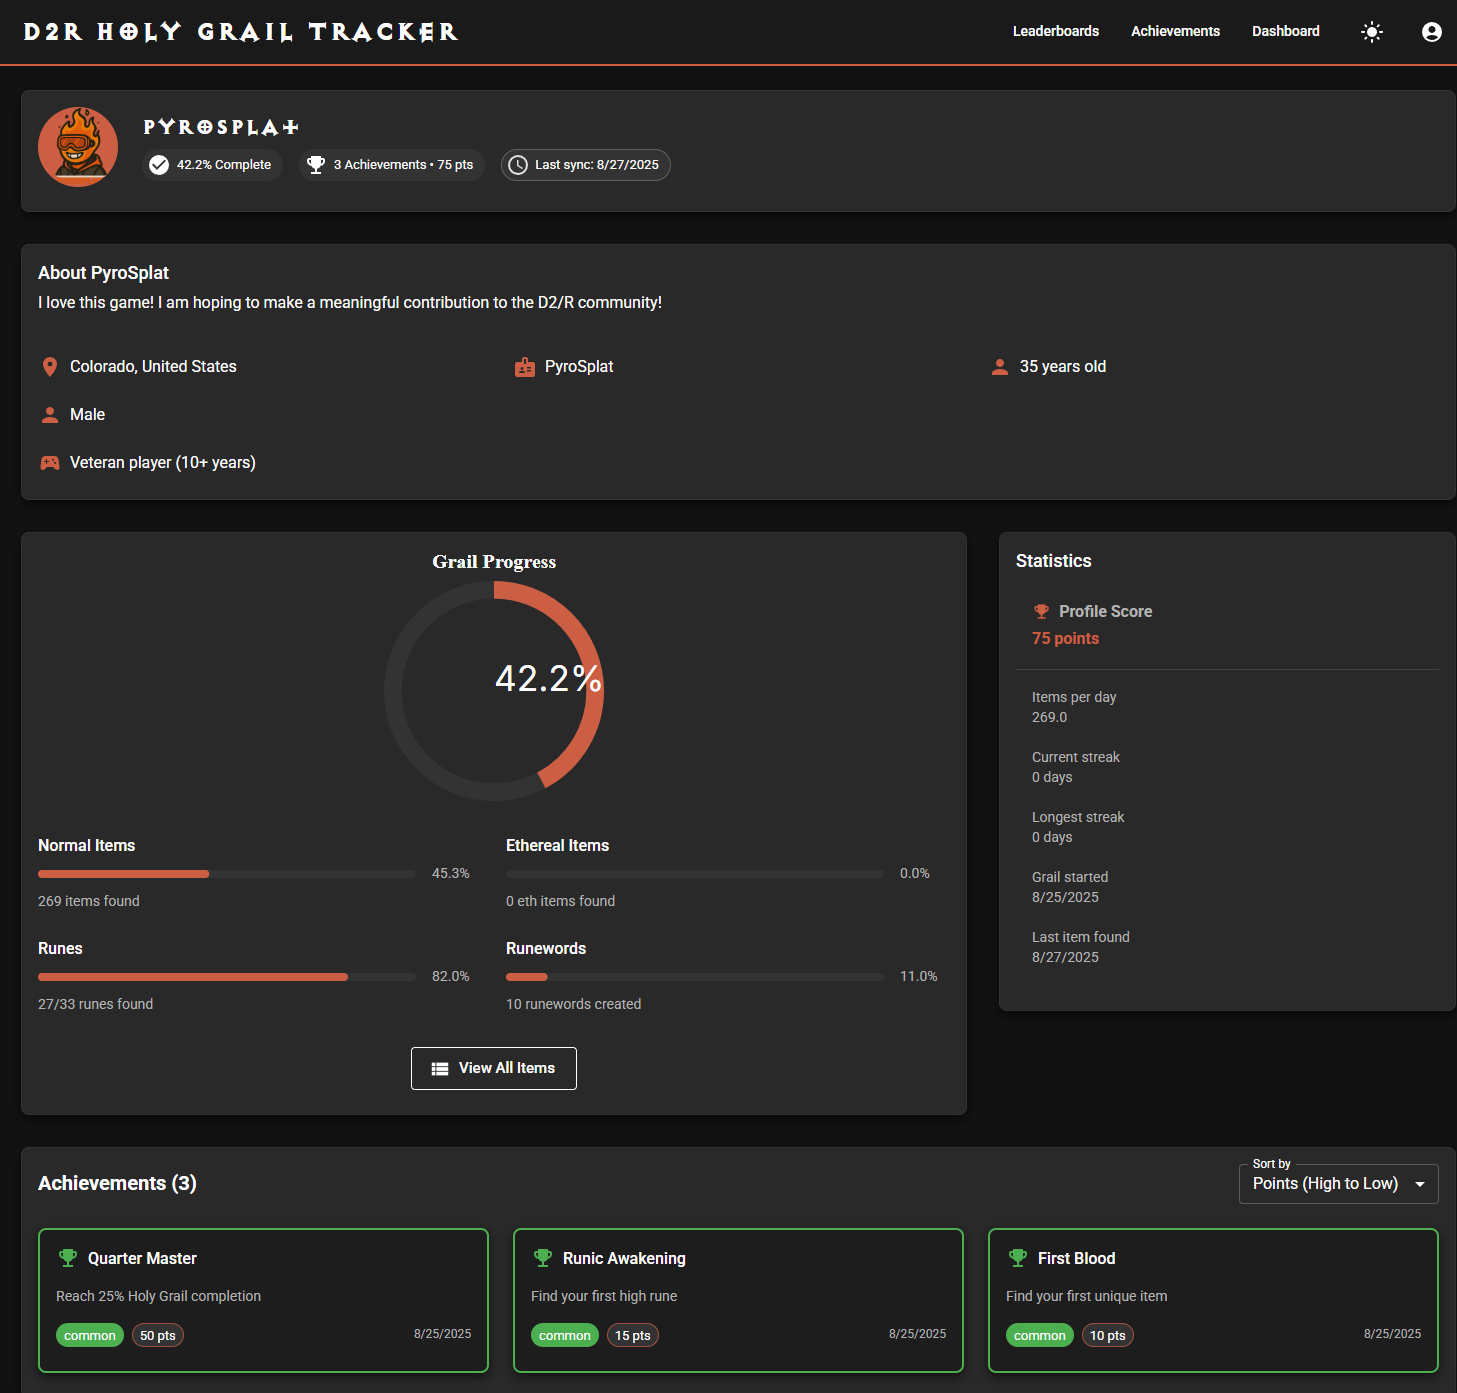 D2R HOLY GRAIL TRACKER
Leaderboards
Achievements
Dashboard
PYROSPLAT
42.2% Complete
3 Achievements • 75 pts
Last sync: 8/27/2025
About PyroSplat
I love this game! I am hoping to make a meaningful contribution to the D2/R community!
Colorado, United States
PyroSplat
35 years old
Male
Veteran player (10+ years)
Grail Progress
42.2%
Normal Items
45.3%
269 items found
Ethereal Items
0.0%
0 eth items found
Runes
82.0%
27/33 runes found
Runewords
11.0%
10 runewords created
View All Items
Statistics
Profile Score
75 points
Items per day
269.0
Current streak
0 days
Longest streak
0 days
Grail started
8/25/2025
Last item found
8/27/2025
Achievements (3)
Sort by
Points (High to Low)
Quarter Master
Reach 25% Holy Grail completion
common
50 pts
8/25/2025
Runic Awakening
Find your first high rune
common
15 pts
8/25/2025
First Blood
Find your first unique item
common
10 pts
8/25/2025